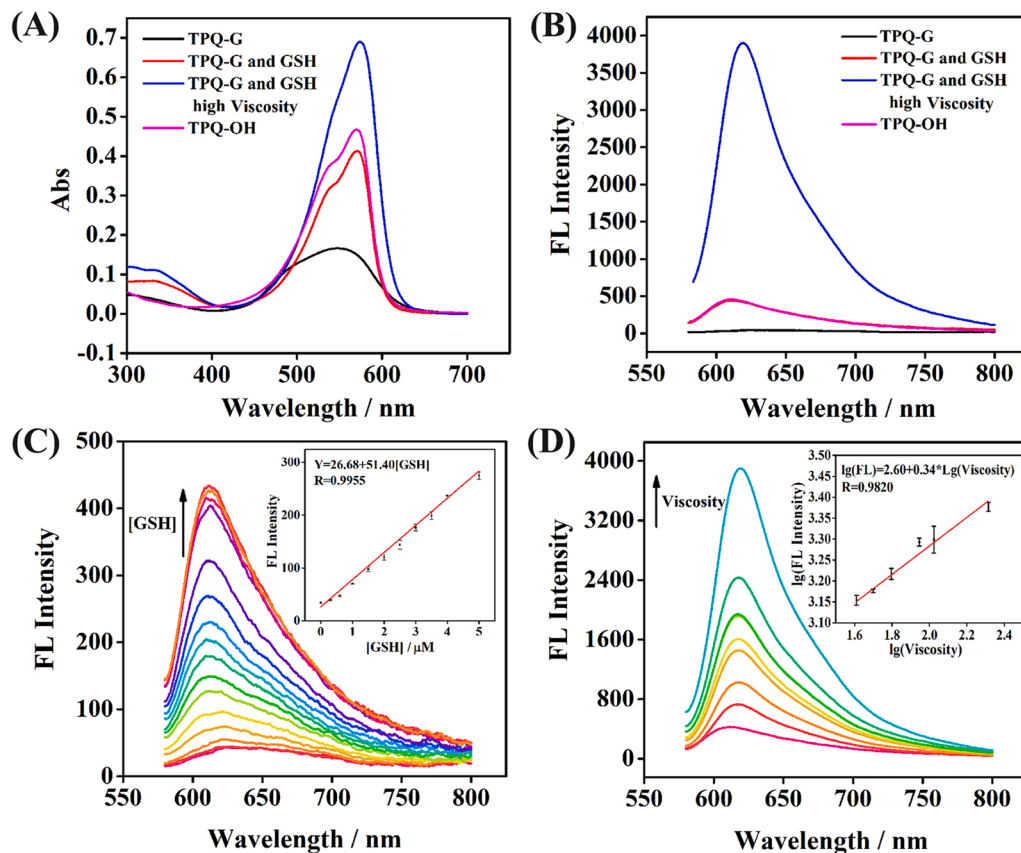 (A)
0.7
0.6
0.5
0.4
0.3
0.2
0.1
0.0
-0.1
Abs
TPQ-G
TPQ-G and GSH
TPQ-G and GSH
high Viscosity
TPQ-OH
300
400
500
600
700
Wavelength / nm
(B)
4000
3500
3000
2500
2000
1500
1000
500
0
FL Intensity
TPQ-G
TPQ-G and GSH
TPQ-G and GSH
high Viscosity
TPQ-OH
550
600
650
700
750
800
Wavelength / nm
(C)
500
400
300
200
100
0
FL Intensity
[GSH]
Y=26.68+51.40[GSH]
R=0.9955
300
200
100
0
FL Intensity
0
1
2
3
4
5
[GSH] / μM
550
600
650
700
750
800
Wavelength / nm
(D)
4000
3200
2400
1600
800
0
FL Intensity
Viscosity
lg(FL)=2.60+0.34*Lg(Viscosity)
R=0.9820
3.40
3.35
3.30
3.25
3.20
3.15
3.10
lg(FL Intensity)
1.6
1.8
2.0
2.2
2.4
lg(Viscosity)
550
600
650
700
750
800
Wavelength / nm